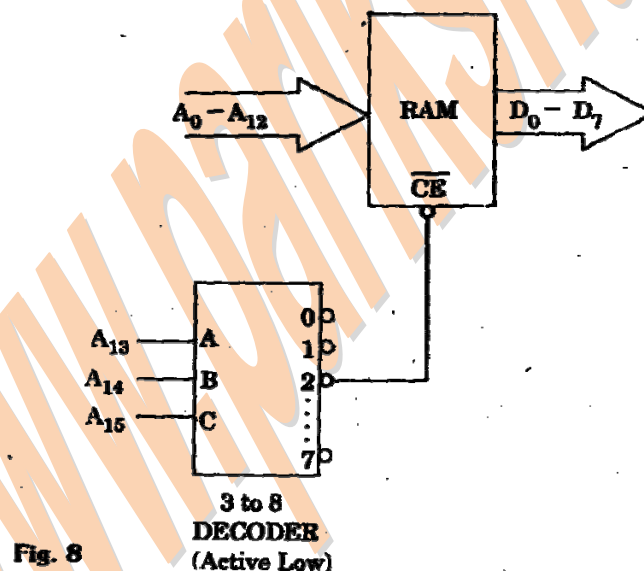 RAM
A0 – A12
D0 – D7
CE
0
1
2
7
A13
A
A14
B
A15
C
3 to 8
DECODER
(Active Low)
Fig. 8